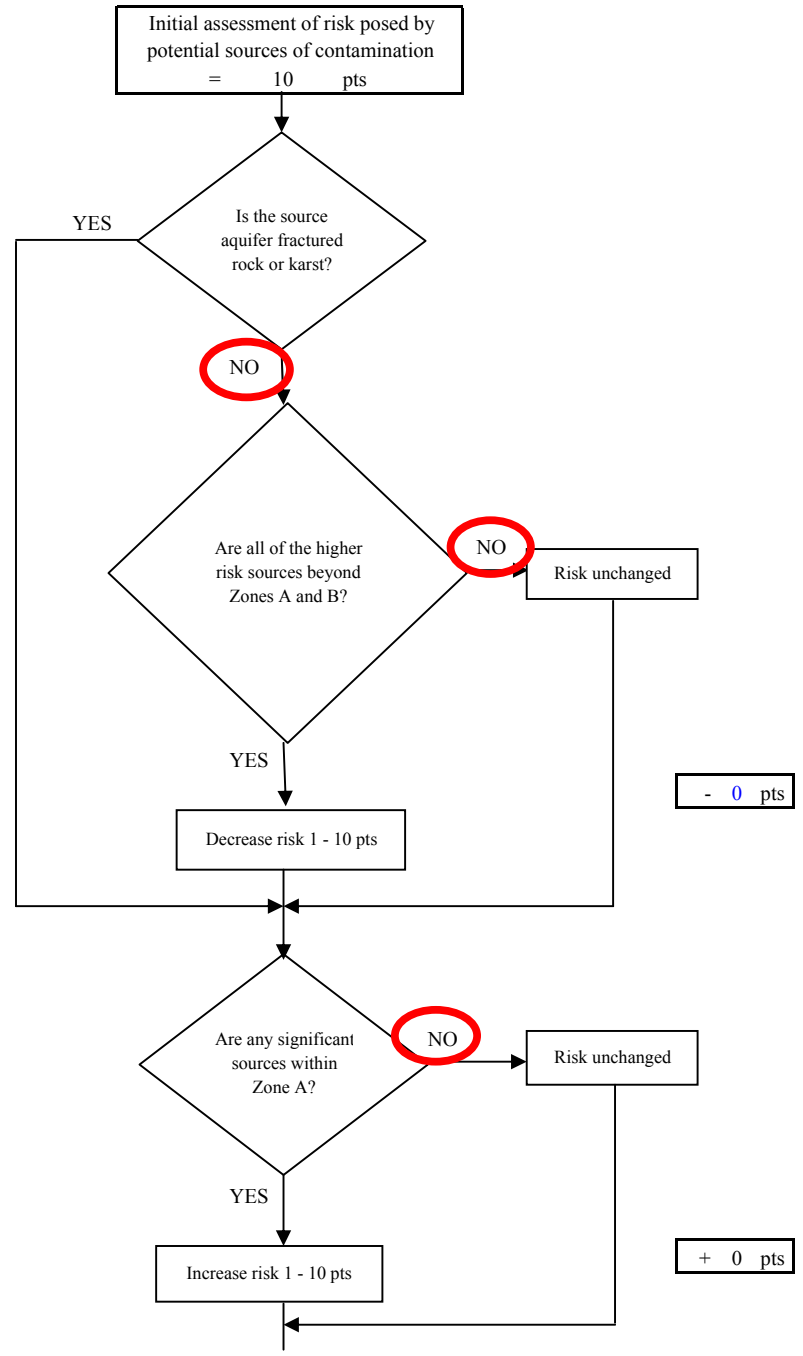 Initial assessment of risk posed by
potential sources of contamination
= 10 pts
YES
Is the source
aquifer fractured
rock or karst?
NO
Are all of the higher
risk sources beyond
Zones A and B?
NO
Risk unchanged
YES
- 0 pts
Decrease risk 1 - 10 pts
Are any significant
sources within
Zone A?
NO
Risk unchanged
YES
+ 0 pts
Increase risk 1 - 10 pts